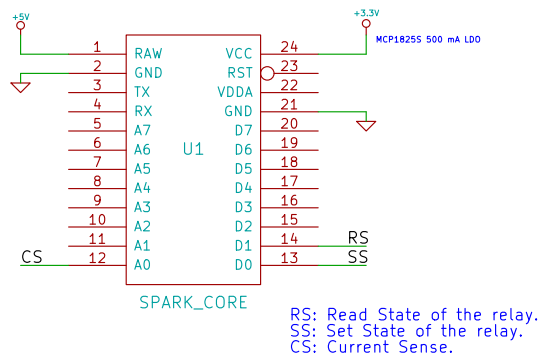 +5V
+3.3V
MCP1825S 500 mA LDO
1 RAW VCC 24
2 GND RST 23
3 TX VDDA 22
4 RX GND 21
5 A7 D7 20
6 A6 D6 19
U1
7 A5 D5 18
8 A4 D4 17
9 A3 D3 16
10 A2 D2 15
11 A1 D1 14 RS
CS 12 A0 D0 13 SS
SPARK_CORE
RS: Read State of the relay.
SS: Set State of the relay.
CS: Current Sense.